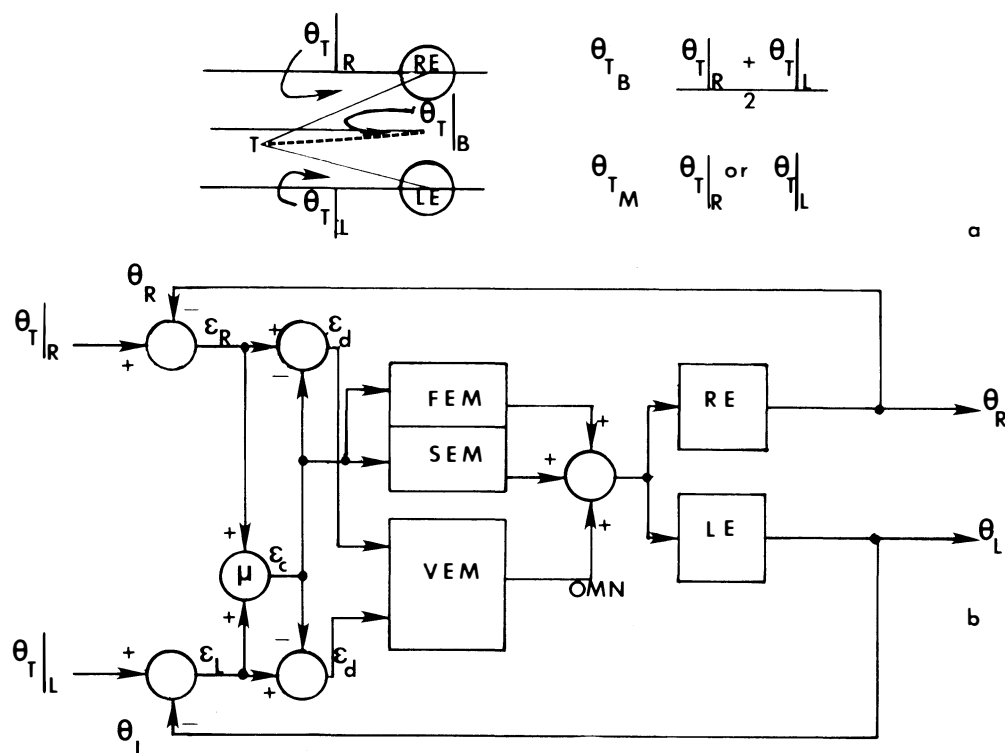 θT|R
RE
θTB θT|R + θT|L
2
θT|B
T
θTM θT|R or θT|L
LE
θT|L
a
θR
−
θT|R + εR + εd
−
FEM
SEM
+
+
+
RE
θR
LE
θL
+
μ
εc
+
VEM
OMN
b
−
θT|L + εL + εd
−
θL